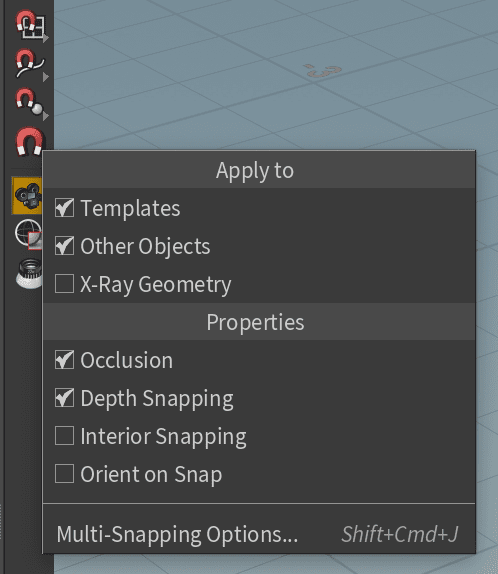 Apply to
Templates
Other Objects
X-Ray Geometry
Properties
Occlusion
Depth Snapping
Interior Snapping
Orient on Snap
Multi-Snapping Options... Shift+Cmd+J